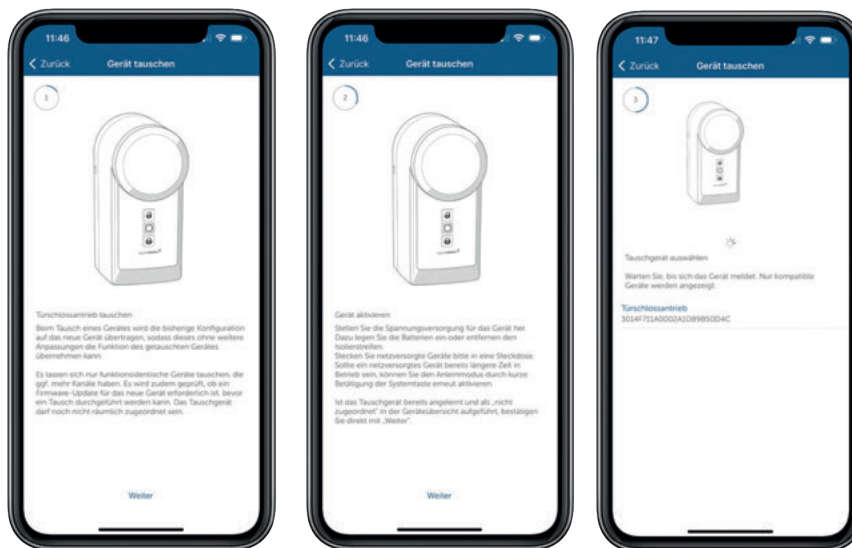 11:46
Zurück Gerät tauschen
1
Türschlossantrieb tauschen
Beim Tausch eines Gerätes wird die bisherige Konfiguration
auf das neue Gerät übertragen, sodass dieses ohne weitere
Anpassungen die Funktion des getauschten Gerätes
übernehmen kann.
Es lassen sich nur funktionsidentische Geräte tauschen, die
ggf. mehr Kanäle haben. Es wird zudem geprüft, ob ein
Firmware-Update für das neue Gerät erforderlich ist, bevor
ein Tausch durchgeführt werden kann. Das Tauschgerät
darf noch nicht räumlich zugeordnet sein.
Weiter
11:46
Zurück Gerät tauschen
2
Gerät aktivieren
Stellen Sie die Spannungsversorgung für das Gerät her
Dazu legen Sie die Batterien ein oder entfernen den
Isolierstreifen.
Stecken Sie netzversorgte Geräte bitte in eine Steckdose.
Sollte ein netzversorgtes Gerät bereits längere Zeit in
Betrieb sein, können Sie den Anlernmodus durch kurze
Betätigung der Systemtaste erneut aktivieren.
Ist das Tauschgerät bereits angelernt und als „nicht
zugeordnet" in der Geräteübersicht aufgeführt, bestätigen
Sie direkt mit „Weiter".
Weiter
11:47
Zurück Gerät tauschen
3
Tauschgerät auswählen
Warten Sie, bis sich das Gerät meldet. Nur kompatible
Geräte werden angezeigt.
Türschlossantrieb